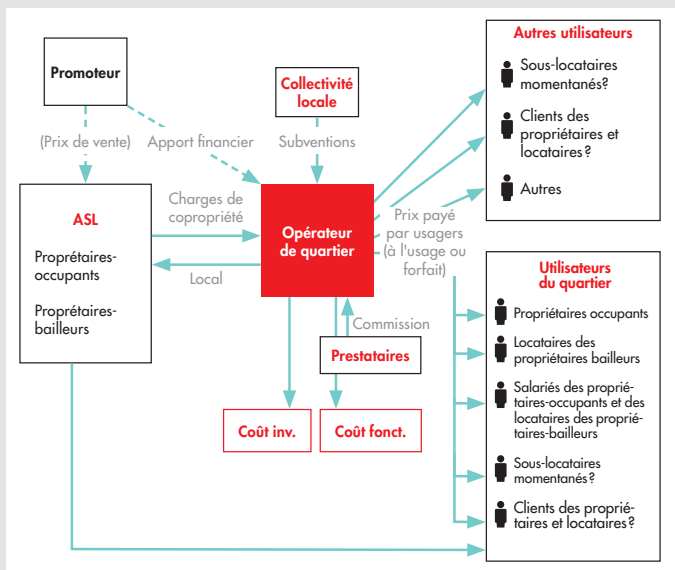 Promoteur
Collectivité
locale
Autres utilisateurs
Sous-locataires
momentanés?
Clients des
propriétaires et
locataires?
Autres
(Prix de vente)
Apport financier
Subventions
ASL
Proprétaires-
occupants
Proprétaires-
bailleurs
Charges de
copropriété
Local
Opérateur
de quartier
Prix payé
par usagers
(à l'usage ou
forfait)
Commission
Prestataires
Coût inv.
Coût fonct.
Utilisateurs
du quartier
Propriétaires occupants
Locataires des
propriétaires bailleurs
Salariés des proprié-
taires-occupants et des
locataires des proprié-
taires-bailleurs
Sous-locataires
momentanés?
Clients des proprié-
taires et locataires?